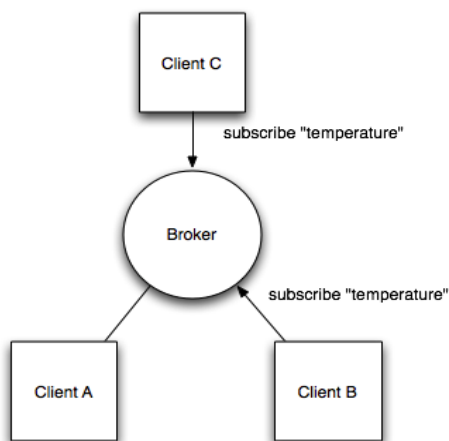 Client C
subscribe "temperature"
Broker
subscribe "temperature"
Client A
Client B